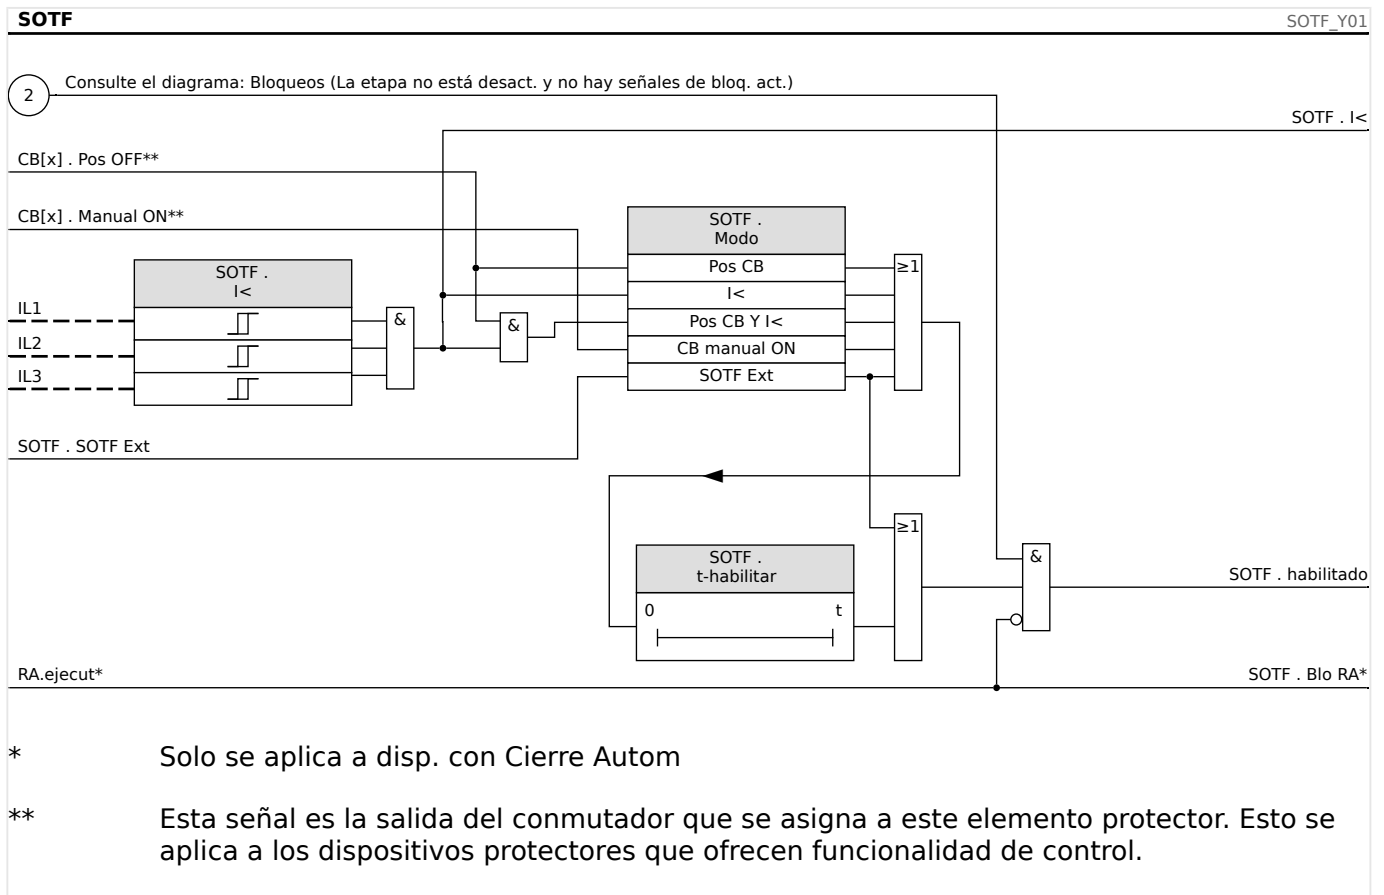 SOTF
SOTF_Y01
2
Consulte el diagrama: Bloqueos (La etapa no está desact. y no hay señales de bloq. act.)
SOTF . I<
CB[x] . Pos OFF**
CB[x] . Manual ON**
SOTF .
Modo
Pos CB
I<
Pos CB Y I<
CB manual ON
SOTF Ext
≥1
SOTF .
I<
IL1
IL2
IL3
&
&
SOTF . SOTF Ext
≥1
SOTF .
t-habilitar
0
t
&
SOTF . habilitado
RA.ejecut*
SOTF . Blo RA*
* Solo se aplica a disp. con Cierre Autom
** Esta señal es la salida del conmutador que se asigna a este elemento protector. Esto se
aplica a los dispositivos protectores que ofrecen funcionalidad de control.